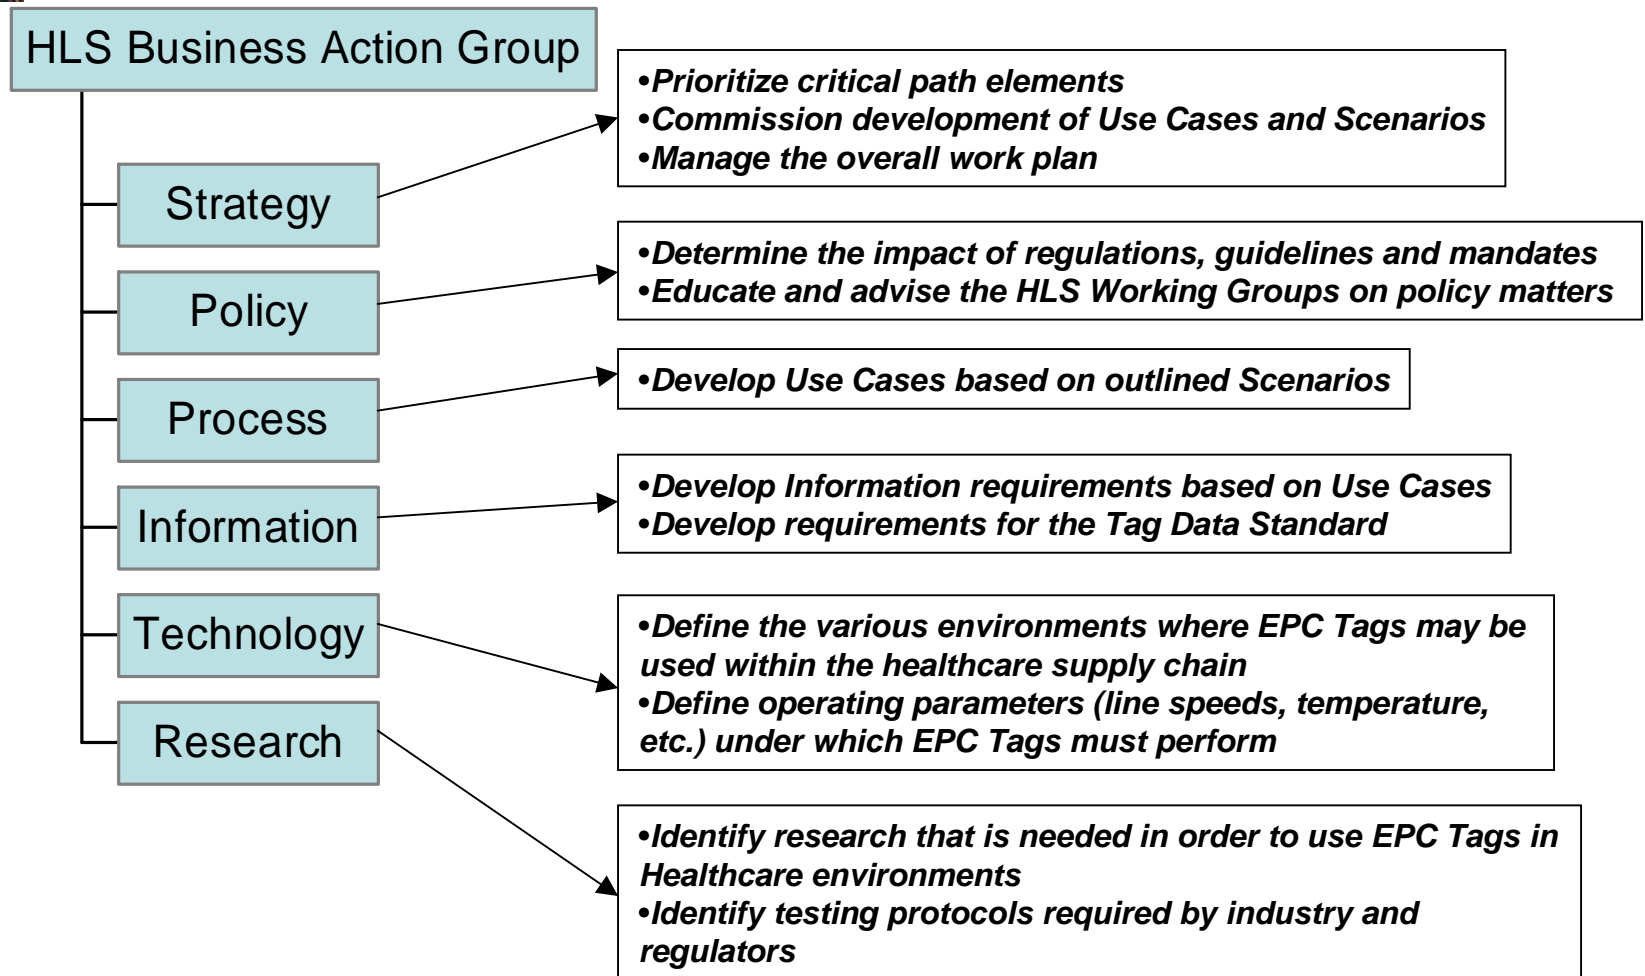 HLS Business Action Group
Strategy
•Prioritize critical path elements
•Commission development of Use Cases and Scenarios
•Manage the overall work plan
Policy
•Determine the impact of regulations, guidelines and mandates
•Educate and advise the HLS Working Groups on policy matters
Process
•Develop Use Cases based on outlined Scenarios
Information
•Develop Information requirements based on Use Cases
•Develop requirements for the Tag Data Standard
Technology
•Define the various environments where EPC Tags may be
used within the healthcare supply chain
•Define operating parameters (line speeds, temperature,
etc.) under which EPC Tags must perform
Research
•Identify research that is needed in order to use EPC Tags in
Healthcare environments
•Identify testing protocols required by industry and
regulators